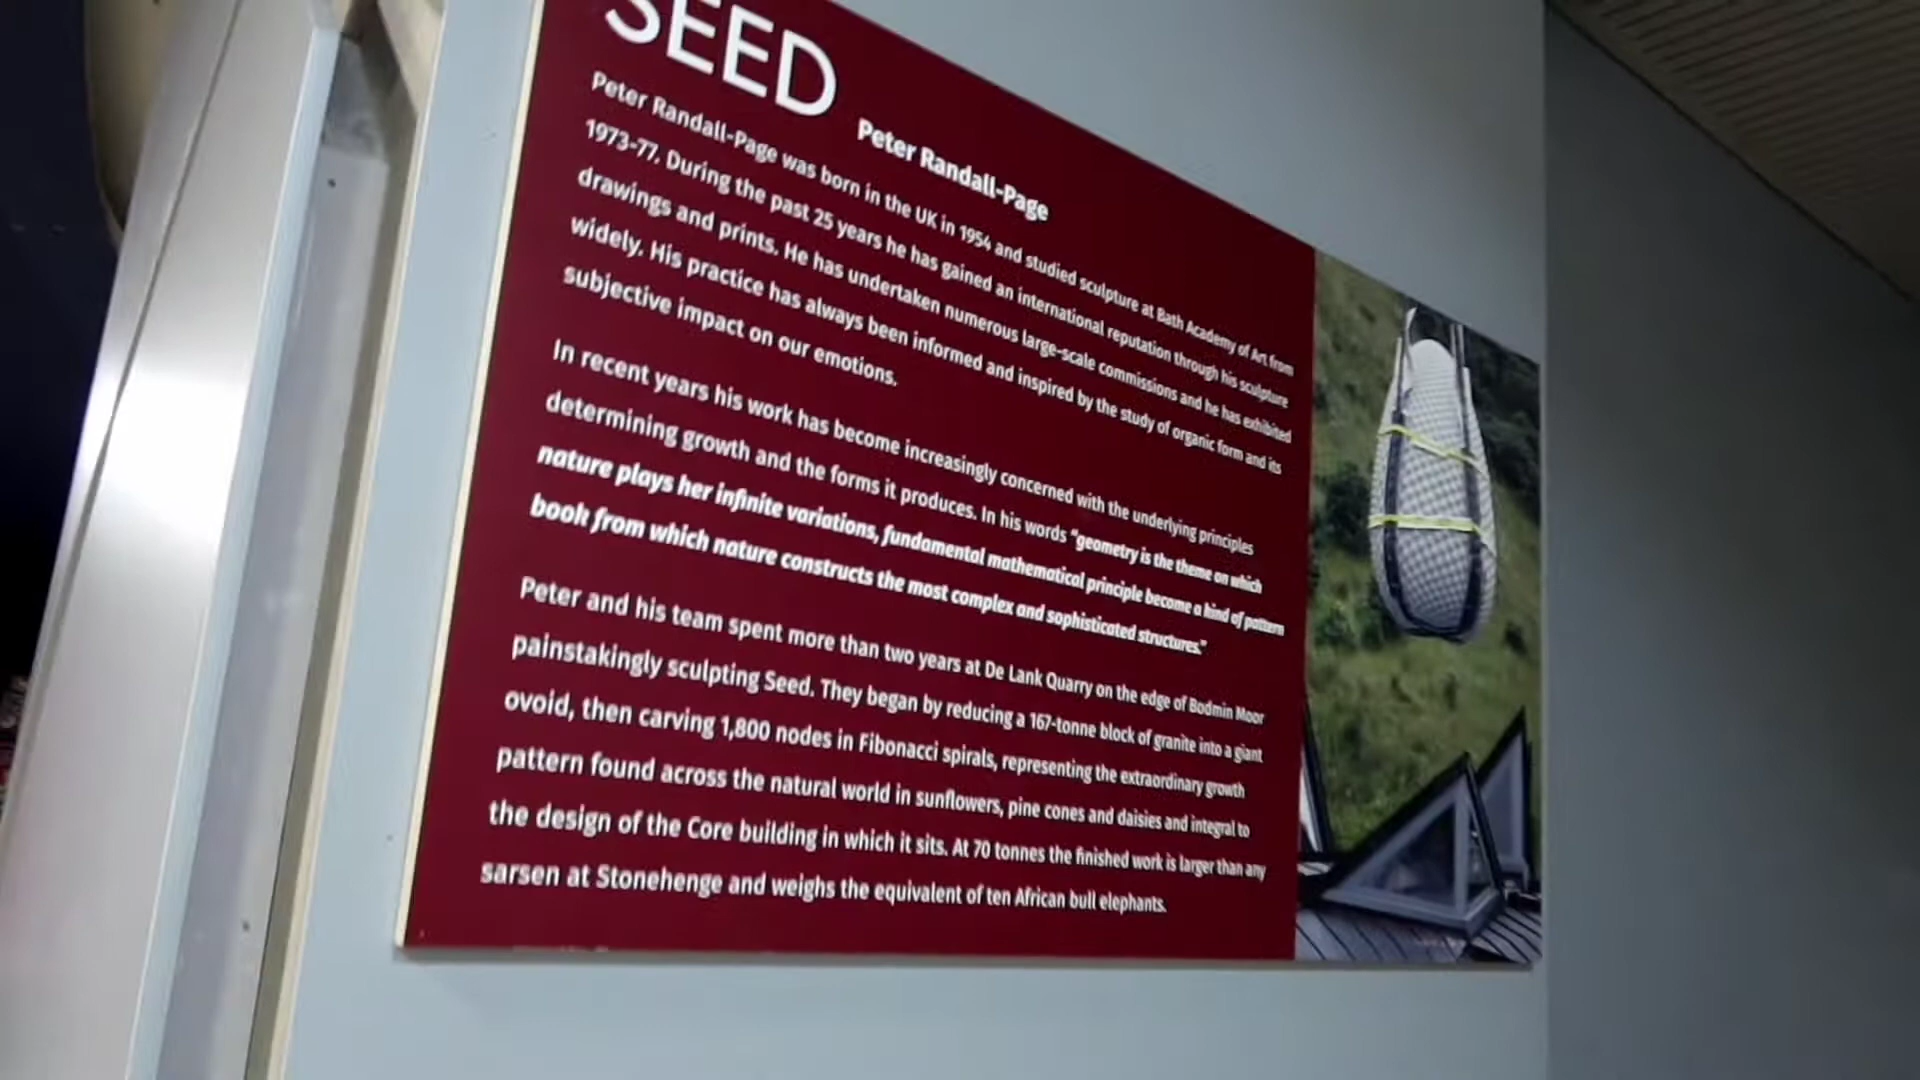 SEED
Peter Randall-Page
Peter Randall-Page was born in the UK in 1954 and studied sculpture at Bath Academy of Art from
1973-77. During the past 25 years he has gained an international reputation through his sculpture
drawings and prints. He has undertaken numerous large-scale commissions and he has exhibited
widely. His practice has always been informed and inspired by the study of organic form and its
subjective impact on our emotions.
In recent years his work has become increasingly concerned with the underlying principles
determining growth and the forms it produces. In his words “geometry is the theme on which
nature plays her infinite variations, fundamental mathematical principle become a kind of pattern
book from which nature constructs the most complex and sophisticated structures.”
Peter and his team spent more than two years at De Lank Quarry on the edge of Bodmin Moor
painstakingly sculpting Seed. They began by reducing a 167-tonne block of granite into a giant
ovoid, then carving 1,800 nodes in Fibonacci spirals, representing the extraordinary growth
pattern found across the natural world in sunflowers, pine cones and daisies and integral to
the design of the Core building in which it sits. At 70 tonnes the finished work is larger than any
sarsen at Stonehenge and weighs the equivalent of ten African bull elephants.